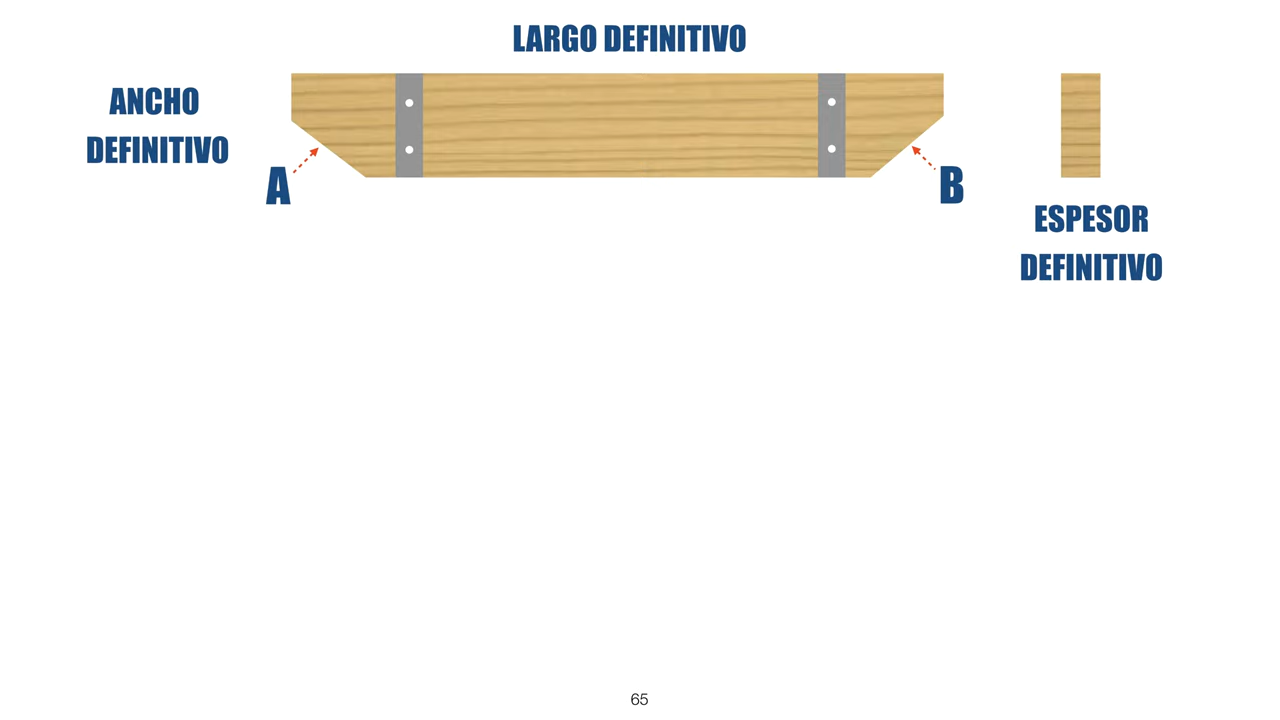 LARGO DEFINITIVO
ANCHO
DEFINITIVO
A
B
ESPESOR
DEFINITIVO
65